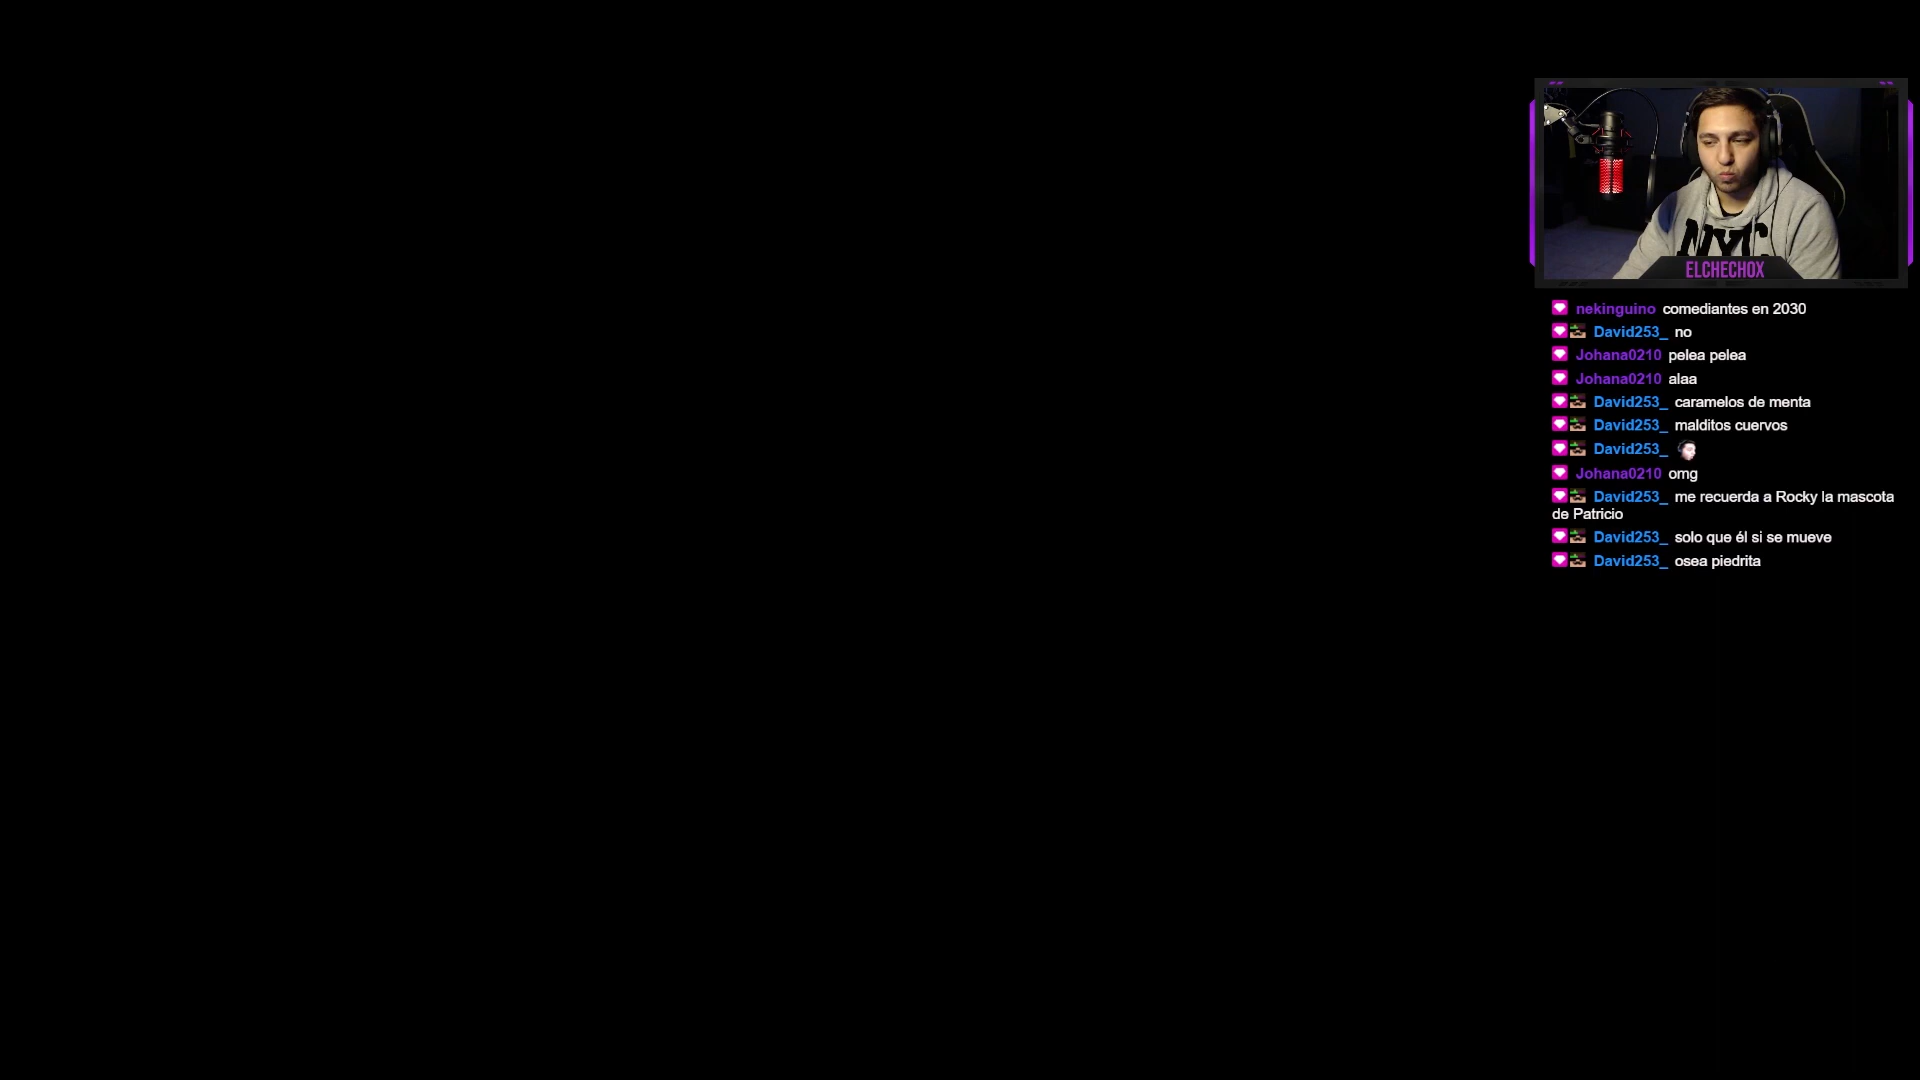 NYC
ELCHECHOX
nekinguino comediantes en 2030
David253_ no
Johana0210 pelea pelea
Johana0210 alaa
David253_ caramelos de menta
David253_ malditos cuervos
David253_
Johana0210 omg
David253_ me recuerda a Rocky la mascota
de Patricio
David253_ solo que él si se mueve
David253_ osea piedrita